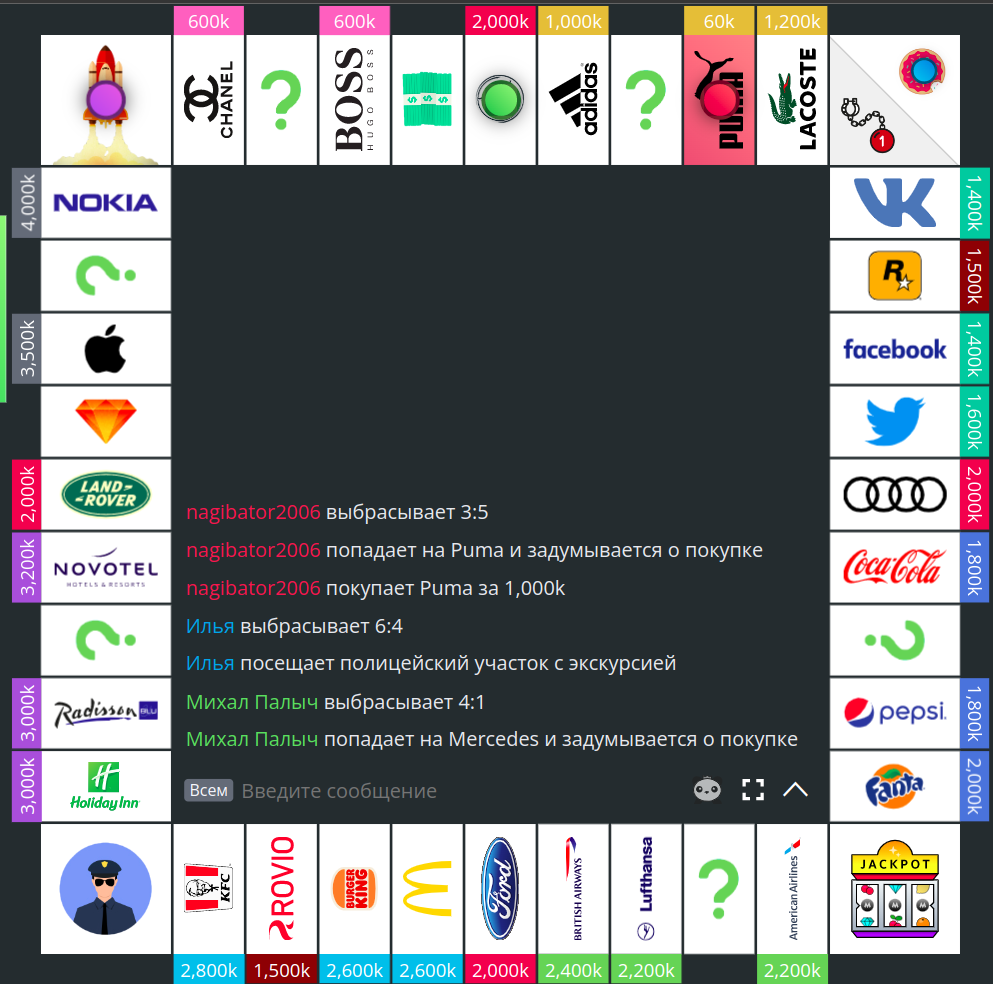 600k
600k
2,000k
1,000k
60k
1,200k
CHANEL
?
BOSS
HUGO BOSS
adidas
?
PUMA
LACOSTE
1
4,000k
NOKIA
VK
1,400k
?
R
1,500k
3,500k
facebook
1,400k
1,600k
2,000k
LAND-
-ROVER
2,000k
3,200k
NOVOTEL
HOTELS & RESORTS
Coca-Cola
1,800k
?
?
3,000k
Radisson BLU
pepsi
1,800k
3,000k
H
Holiday Inn
Fanta
2,000k
nagibator2006 выбрасывает 3:5
nagibator2006 попадает на Puma и задумывается о покупке
nagibator2006 покупает Puma за 1,000k
Илья выбрасывает 6:4
Илья посещает полицейский участок с экскурсией
Михал Палыч выбрасывает 4:1
Михал Палыч попадает на Mercedes и задумывается о покупке
Всем Введите сообщение
KFC
ROVIO
BURGER
KING
Ford
BRITISH AIRWAYS
Lufthansa
?
American Airlines
JACKPOT
M M M
2,800k
1,500k
2,600k
2,600k
2,000k
2,400k
2,200k
2,200k